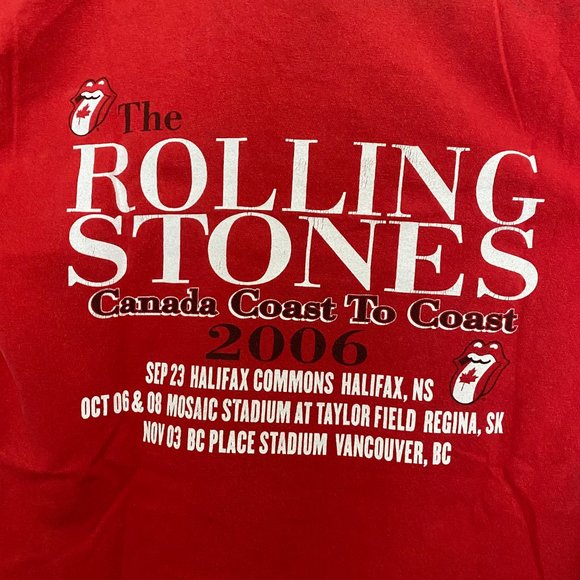 The
ROLLING
STONES
Canada Coast To Coast
2006
SEP 23 HALIFAX COMMONS HALIFAX, NS
OCT 06 & 08 MOSAIC STADIUM AT TAYLOR FIELD REGINA, SK
NOV 03 BC PLACE STADIUM VANCOUVER, BC